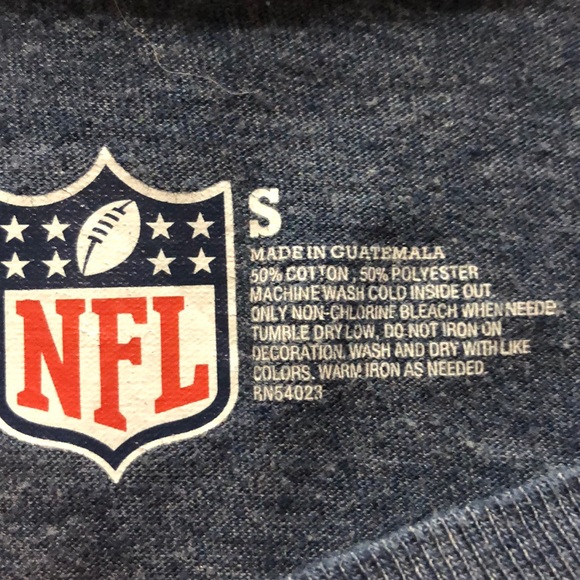 NFL
S
MADE IN GUATEMALA
50% COTTON, 50% POLYESTER
MACHINE WASH COLD INSIDE OUT
ONLY NON-CHLORINE BLEACH WHEN NEEDE
TUMBLE DRY LOW, DO NOT IRON ON
DECORATION. WASH AND DRY WITH LIKE
COLORS. WARM IRON AS NEEDED.
RN54023